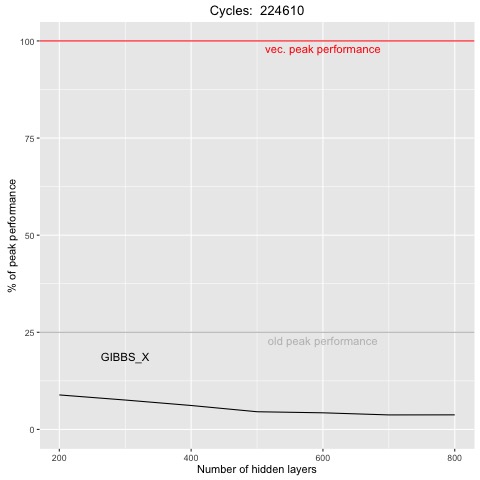 Cycles:  224610
100
vec. peak performance
75
% of peak performance
50
25
old peak performance
GIBBS_X
0
200
400
600
800
Number of hidden layers